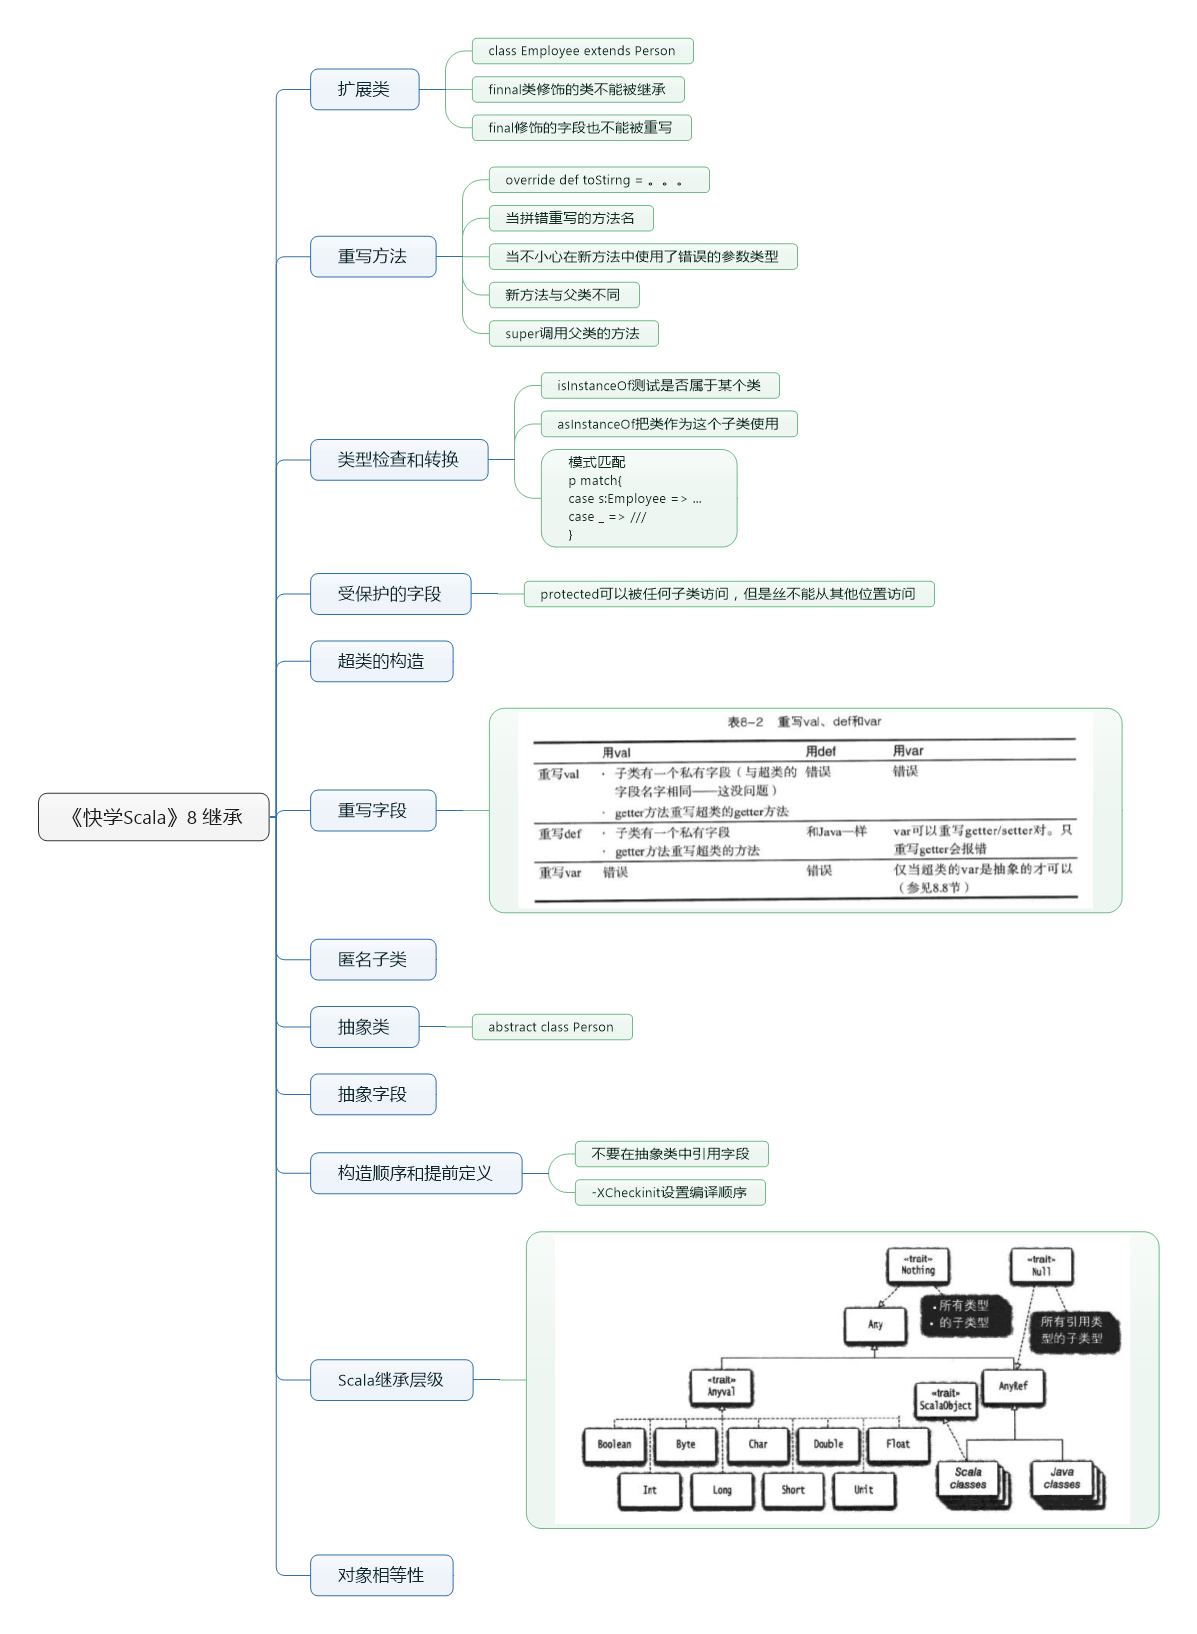 《快学Scala》8 继承
扩展类
class Employee extends Person
finnal类修饰的类不能被继承
final修饰的字段也不能被重写
重写方法
override def toStirng = 。。。
当拼错重写的方法名
当不小心在新方法中使用了错误的参数类型
新方法与父类不同
super调用父类的方法
类型检查和转换
isInstanceOf测试是否属于某个类
asInstanceOf把类作为这个子类使用
模式匹配
p match{
case s:Employee => ...
case _ => ///
}
受保护的字段
protected可以被任何子类访问，但是丝不能从其他位置访问
超类的构造
重写字段
表8-2 重写val、def和var
用val 用def 用var
重写val · 子类有一个私有字段（与超类的 错误 错误
字段名字相同——这没问题）
· getter方法重写超类的getter方法
重写def · 子类有一个私有字段 和Java一样 var可以重写getter/setter对。只
· getter方法重写超类的方法 重写getter会报错
重写var 错误 错误 仅当超类的var是抽象的才可以
（参见8.8节）
匿名子类
抽象类
abstract class Person
抽象字段
构造顺序和提前定义
不要在抽象类中引用字段
-XCheckinit设置编译顺序
Scala继承层级
«trait»
Nothing
«trait»
Null
• 所有类型
• 的子类型
所有引用类
型的子类型
Any
«trait»
Anyval
AnyRef
«trait»
ScalaObject
Boolean
Byte
Char
Double
Float
Scala
classes
Java
classes
Int
Long
Short
Unit
对象相等性